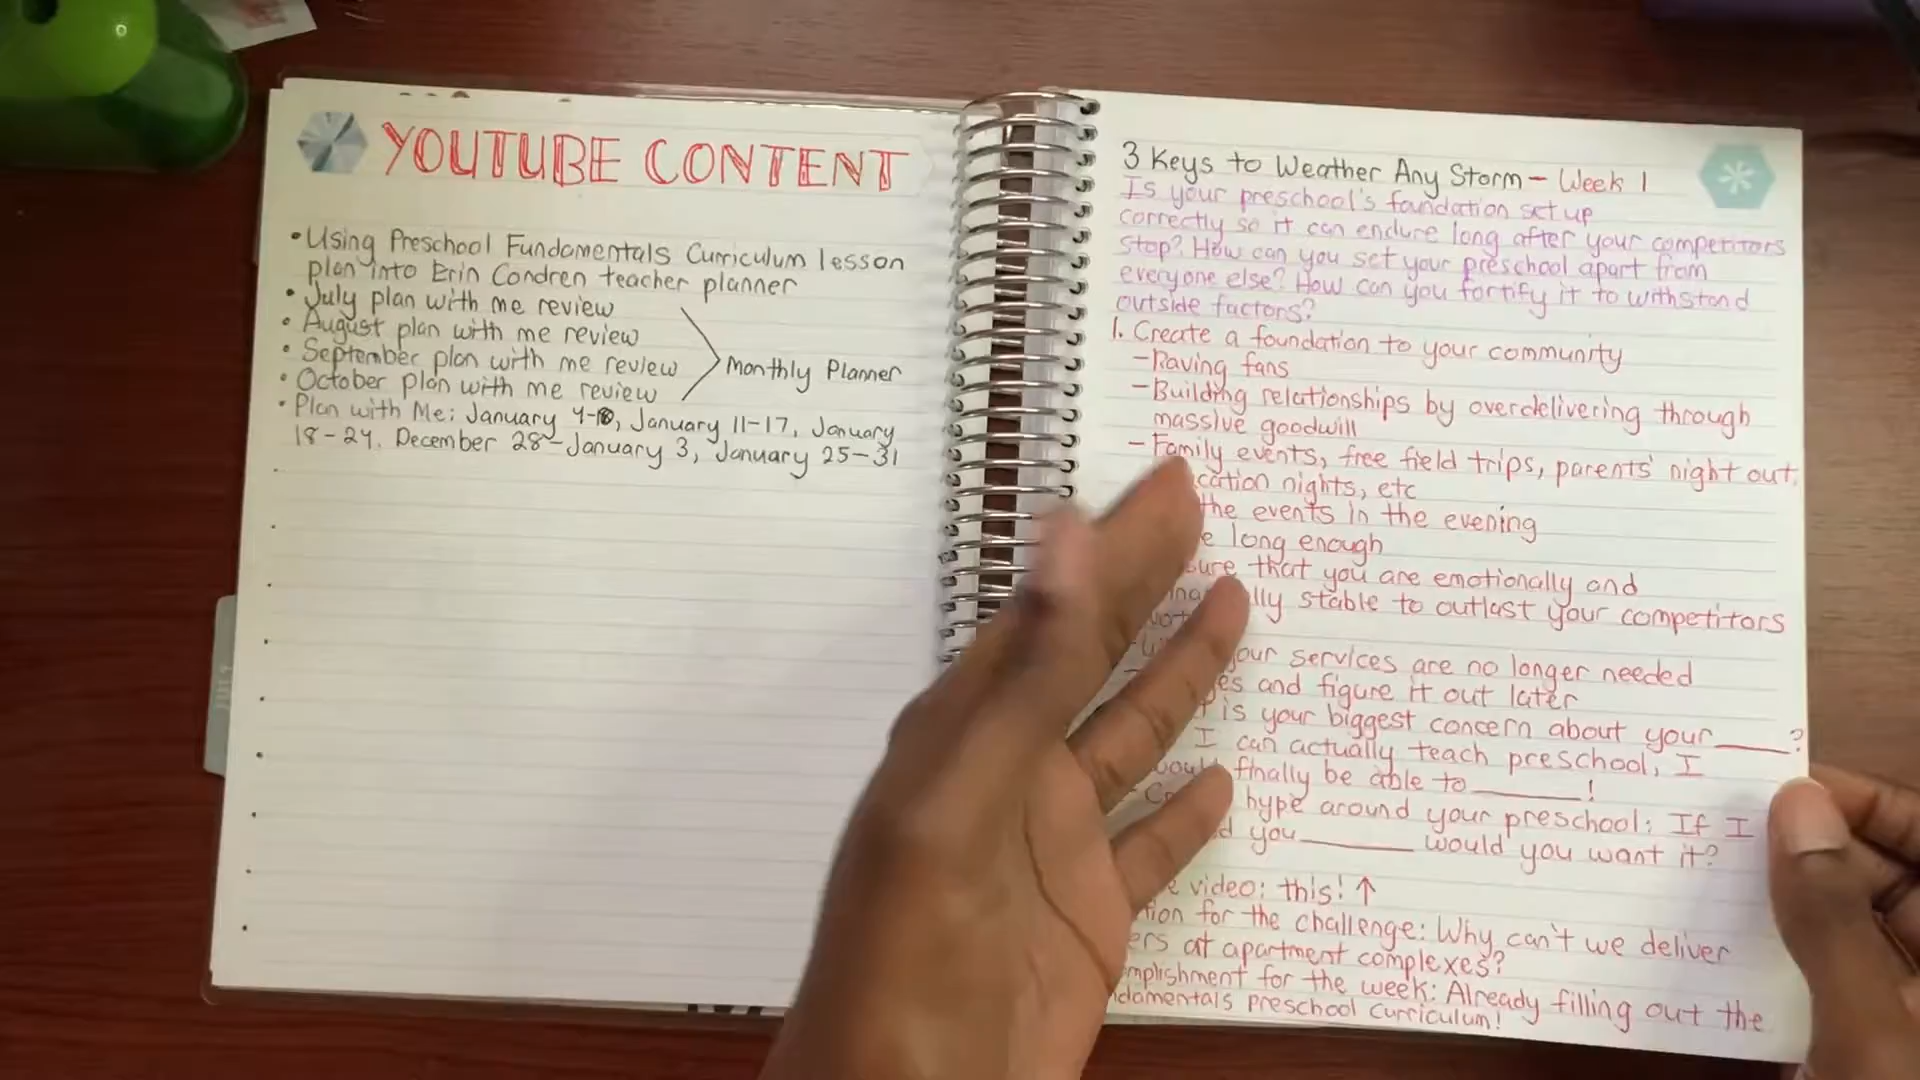 YOUTUBE CONTENT
•Using Preschool Fundamentals Curriculum lesson
plan into Erin Condren teacher planner
• July plan with me review
• August plan with me review
• September plan with me review
• October plan with me review
Monthly Planner
• Plan with Me: January 4-10, January 11-17, January
18-24, December 28-January 3, January 25-31
3 Keys to Weather Any Storm - Week 1
Is your preschool's foundation set up
correctly so it can endure long after your competitors
stop? How can you set your preschool apart from
everyone else? How can you fortify it to withstand
outside factors?
1. Create a foundation to your community
-Raving fans
-Building relationships by overdelivering through
massive goodwill
-Family events, free field trips, parents' night out,
nights, etc
the events in the evening
long enough
sure that you are emotionally and
stable to outlast your competitors
your services are no longer needed
and figure it out later
is your biggest concern about your ____?
I can actually teach preschool, I
would finally be able to ____!
hype around your preschool: If I
you ____ would you want it?
video: this! ↑
for the challenge: Why can't we deliver
at apartment complexes?
for the week: Already filling out the
preschool curriculum!
JULY